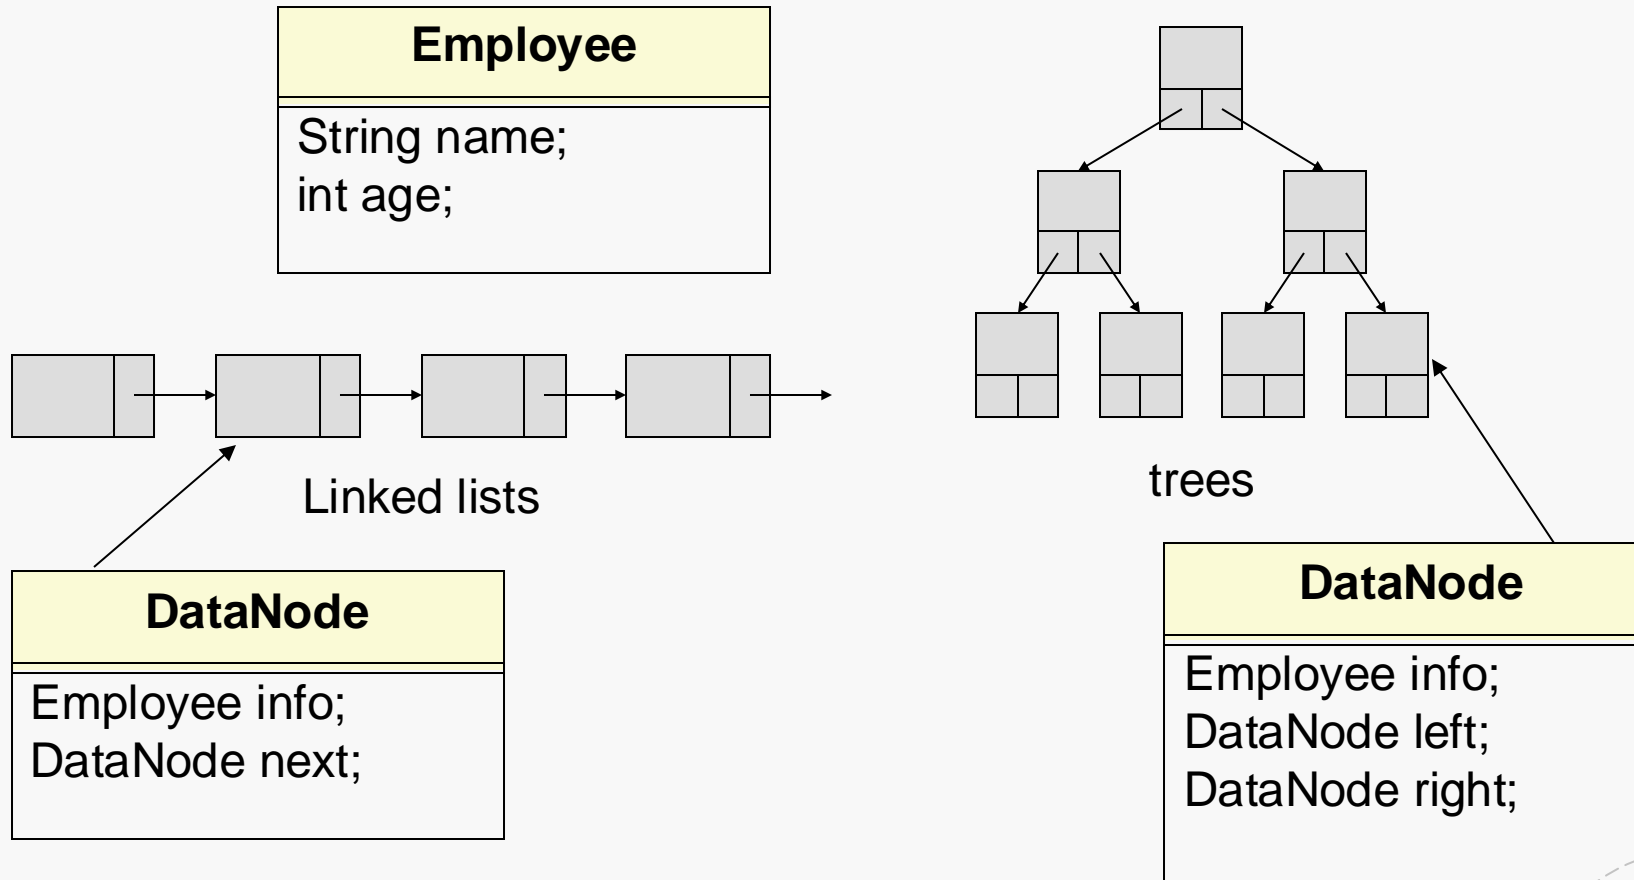 Employee
String name;
int age;
Linked lists
trees
DataNode
Employee info;
DataNode next;
DataNode
Employee info;
DataNode left;
DataNode right;